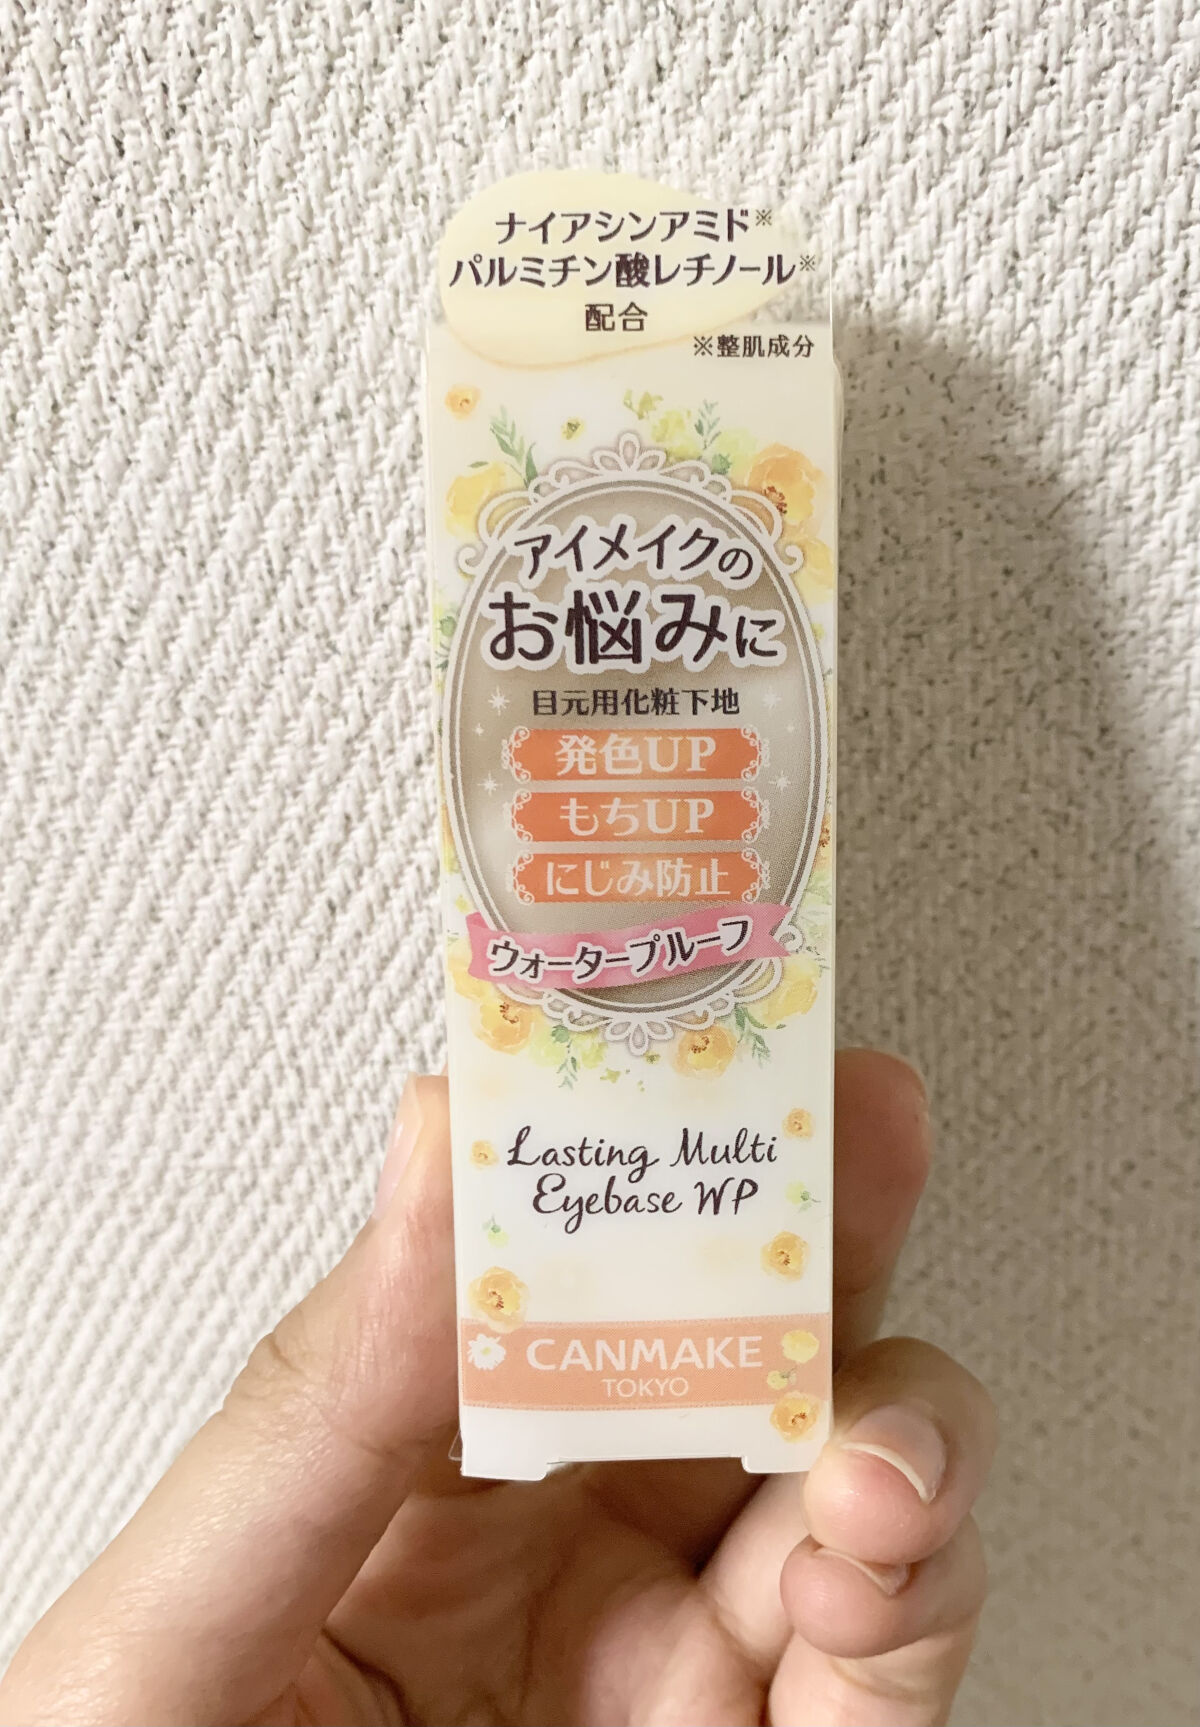 ナイアシンアミド※
パルミチン酸レチノール※
配合
※整肌成分
アイメイクの
お悩みに
目元用化粧下地
発色UP
もちUP
にじみ防止
ウォータープルーフ
Lasting Multi
Eyebase WP
CANMAKE
TOKYO